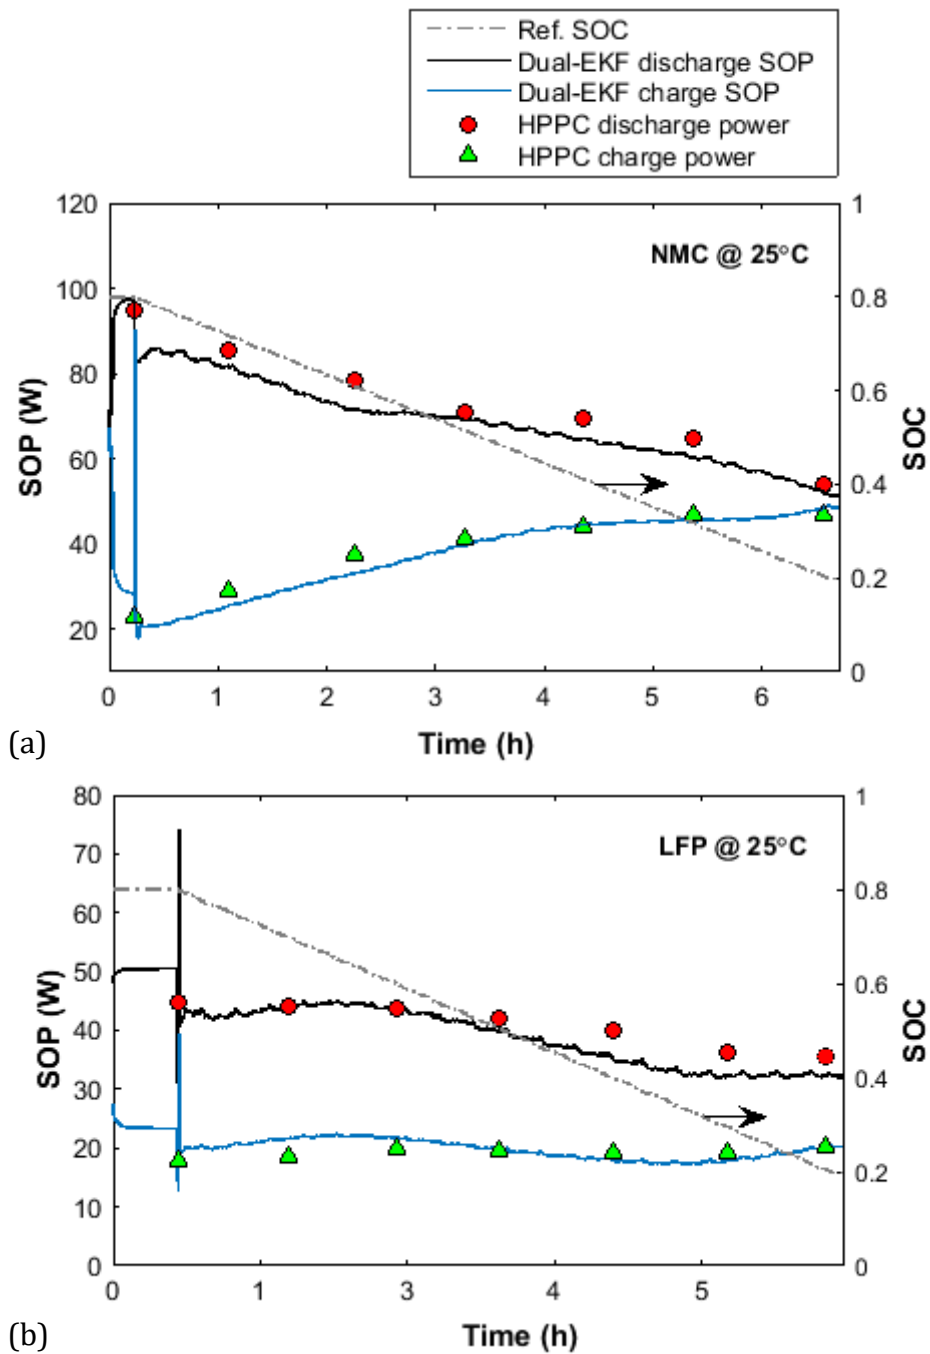 Ref. SOC
Dual-EKF discharge SOP
Dual-EKF charge SOP
HPPC discharge power
HPPC charge power
120
100
80
60
40
20
SOP (W)
NMC @ 25°C
1
0.8
0.6
0.4
0.2
0
SOC
0 1 2 3 4 5 6
Time (h)
(a)
80
70
60
50
40
30
20
10
0
SOP (W)
LFP @ 25°C
1
0.8
0.6
0.4
0.2
0
SOC
0 1 3 4 5
Time (h)
(b)